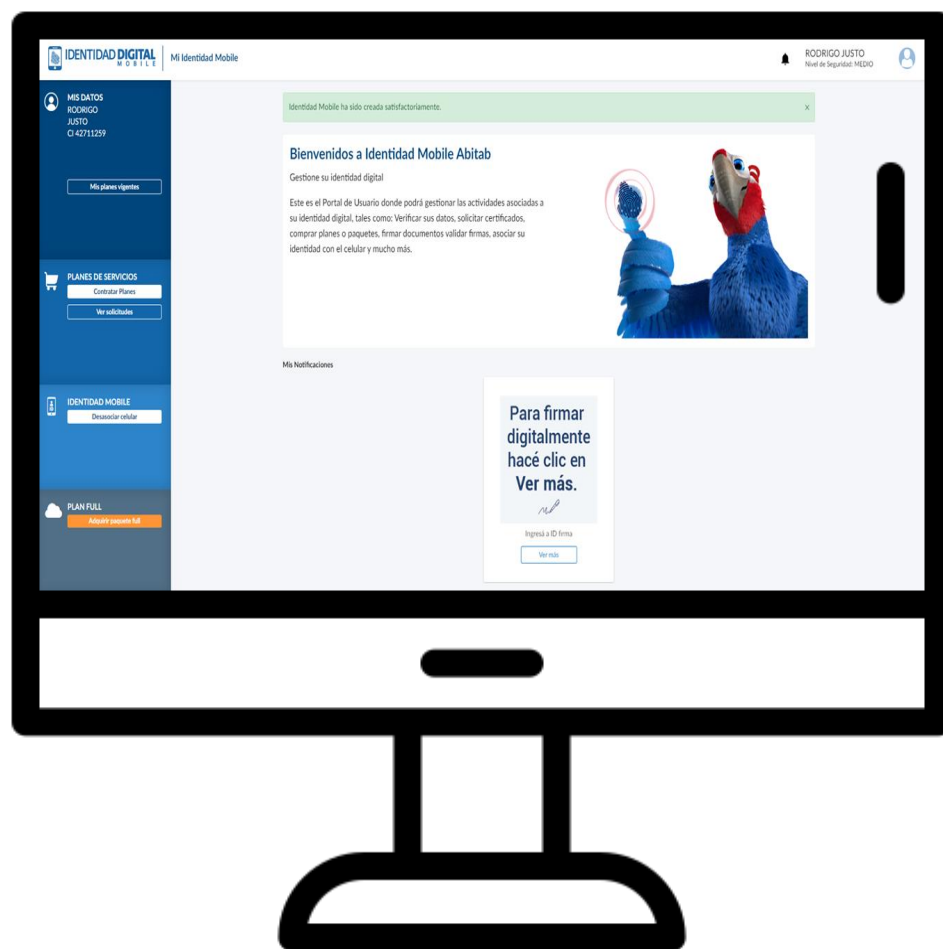 IDENTIDAD DIGITAL
MOBILE
Mi Identidad Mobile
RODRIGO JUSTO
Nivel de Seguridad: MEDIO
MIS DATOS
RODRIGO
JUSTO
CI 42711259
Mis planes vigentes
PLANES DE SERVICIOS
Contratar Planes
Ver solicitudes
IDENTIDAD MOBILE
Desasociar celular
PLAN FULL
Adquirir paquete full
Identidad Mobile ha sido creada satisfactoriamente.
x
Bienvenidos a Identidad Mobile Abitab
Gestione su identidad digital
Este es el Portal de Usuario donde podrá gestionar las actividades asociadas a
su identidad digital, tales como: Verificar sus datos, solicitar certificados,
comprar planes o paquetes, firmar documentos validar firmas, asociar su
identidad con el celular y mucho más.
Mis Notificaciones
Para firmar
digitalmente
hacé clic en
Ver más.
Ingresá a ID firma
Ver más